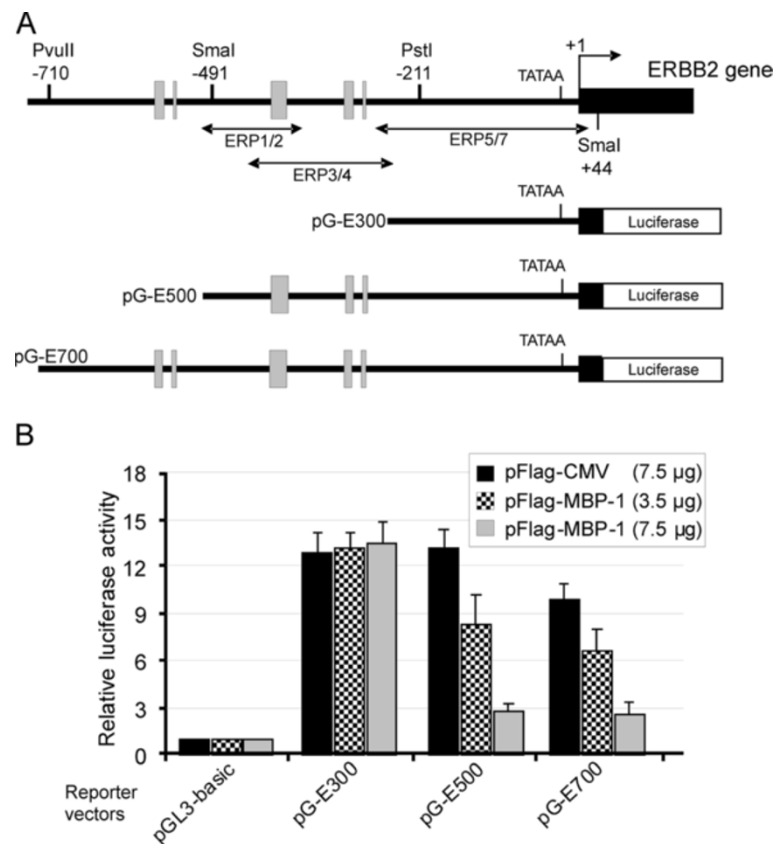 A
PvuII SmaI PstI +1
-710 -491 -211 TATAA ERBB2 gene
ERP1/2 ERP5/7 SmaI
ERP3/4 +44
TATAA
pG-E300 Luciferase
TATAA
pG-E500 Luciferase
TATAA
pG-E700 Luciferase
B
18
15
12
9
6
3
0
Relative luciferase activity
pFlag-CMV (7.5 µg)
pFlag-MBP-1 (3.5 µg)
pFlag-MBP-1 (7.5 µg)
Reporter
vectors
pGL3-basic
pG-E300
pG-E500
pG-E700